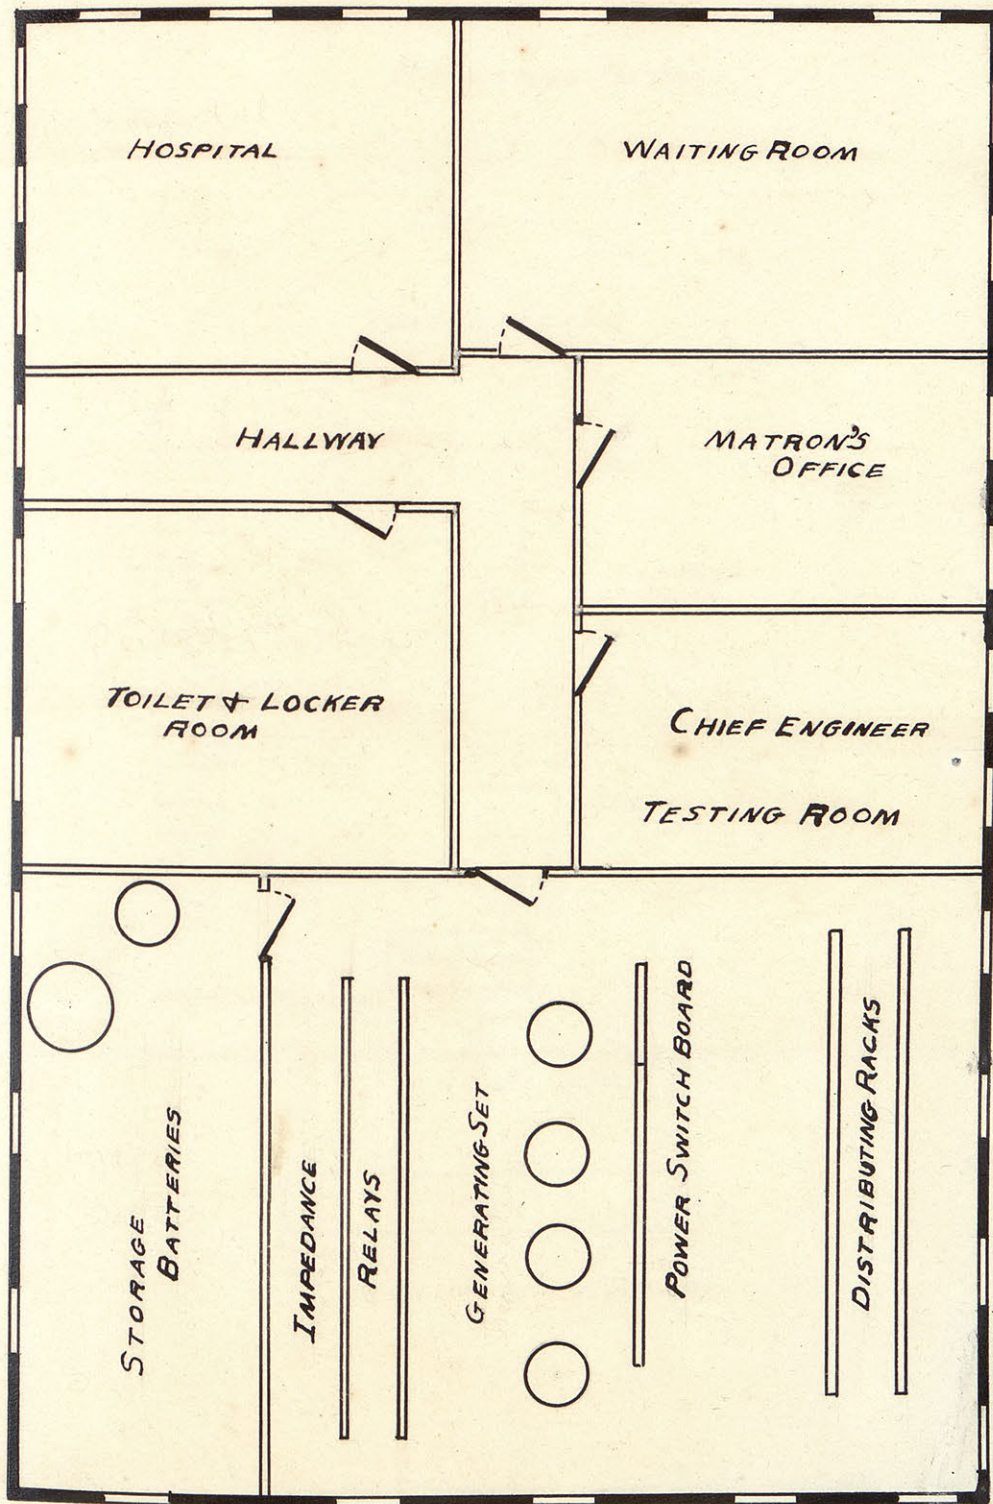 HOSPITAL
WAITING ROOM
HALLWAY
MATRON'S
OFFICE
TOILET & LOCKER
ROOM
CHIEF ENGINEER
TESTING ROOM
STORAGE
BATTERIES
IMPEDANCE
RELAYS
GENERATING SET
POWER SWITCH BOARD
DISTRIBUTING RACKS